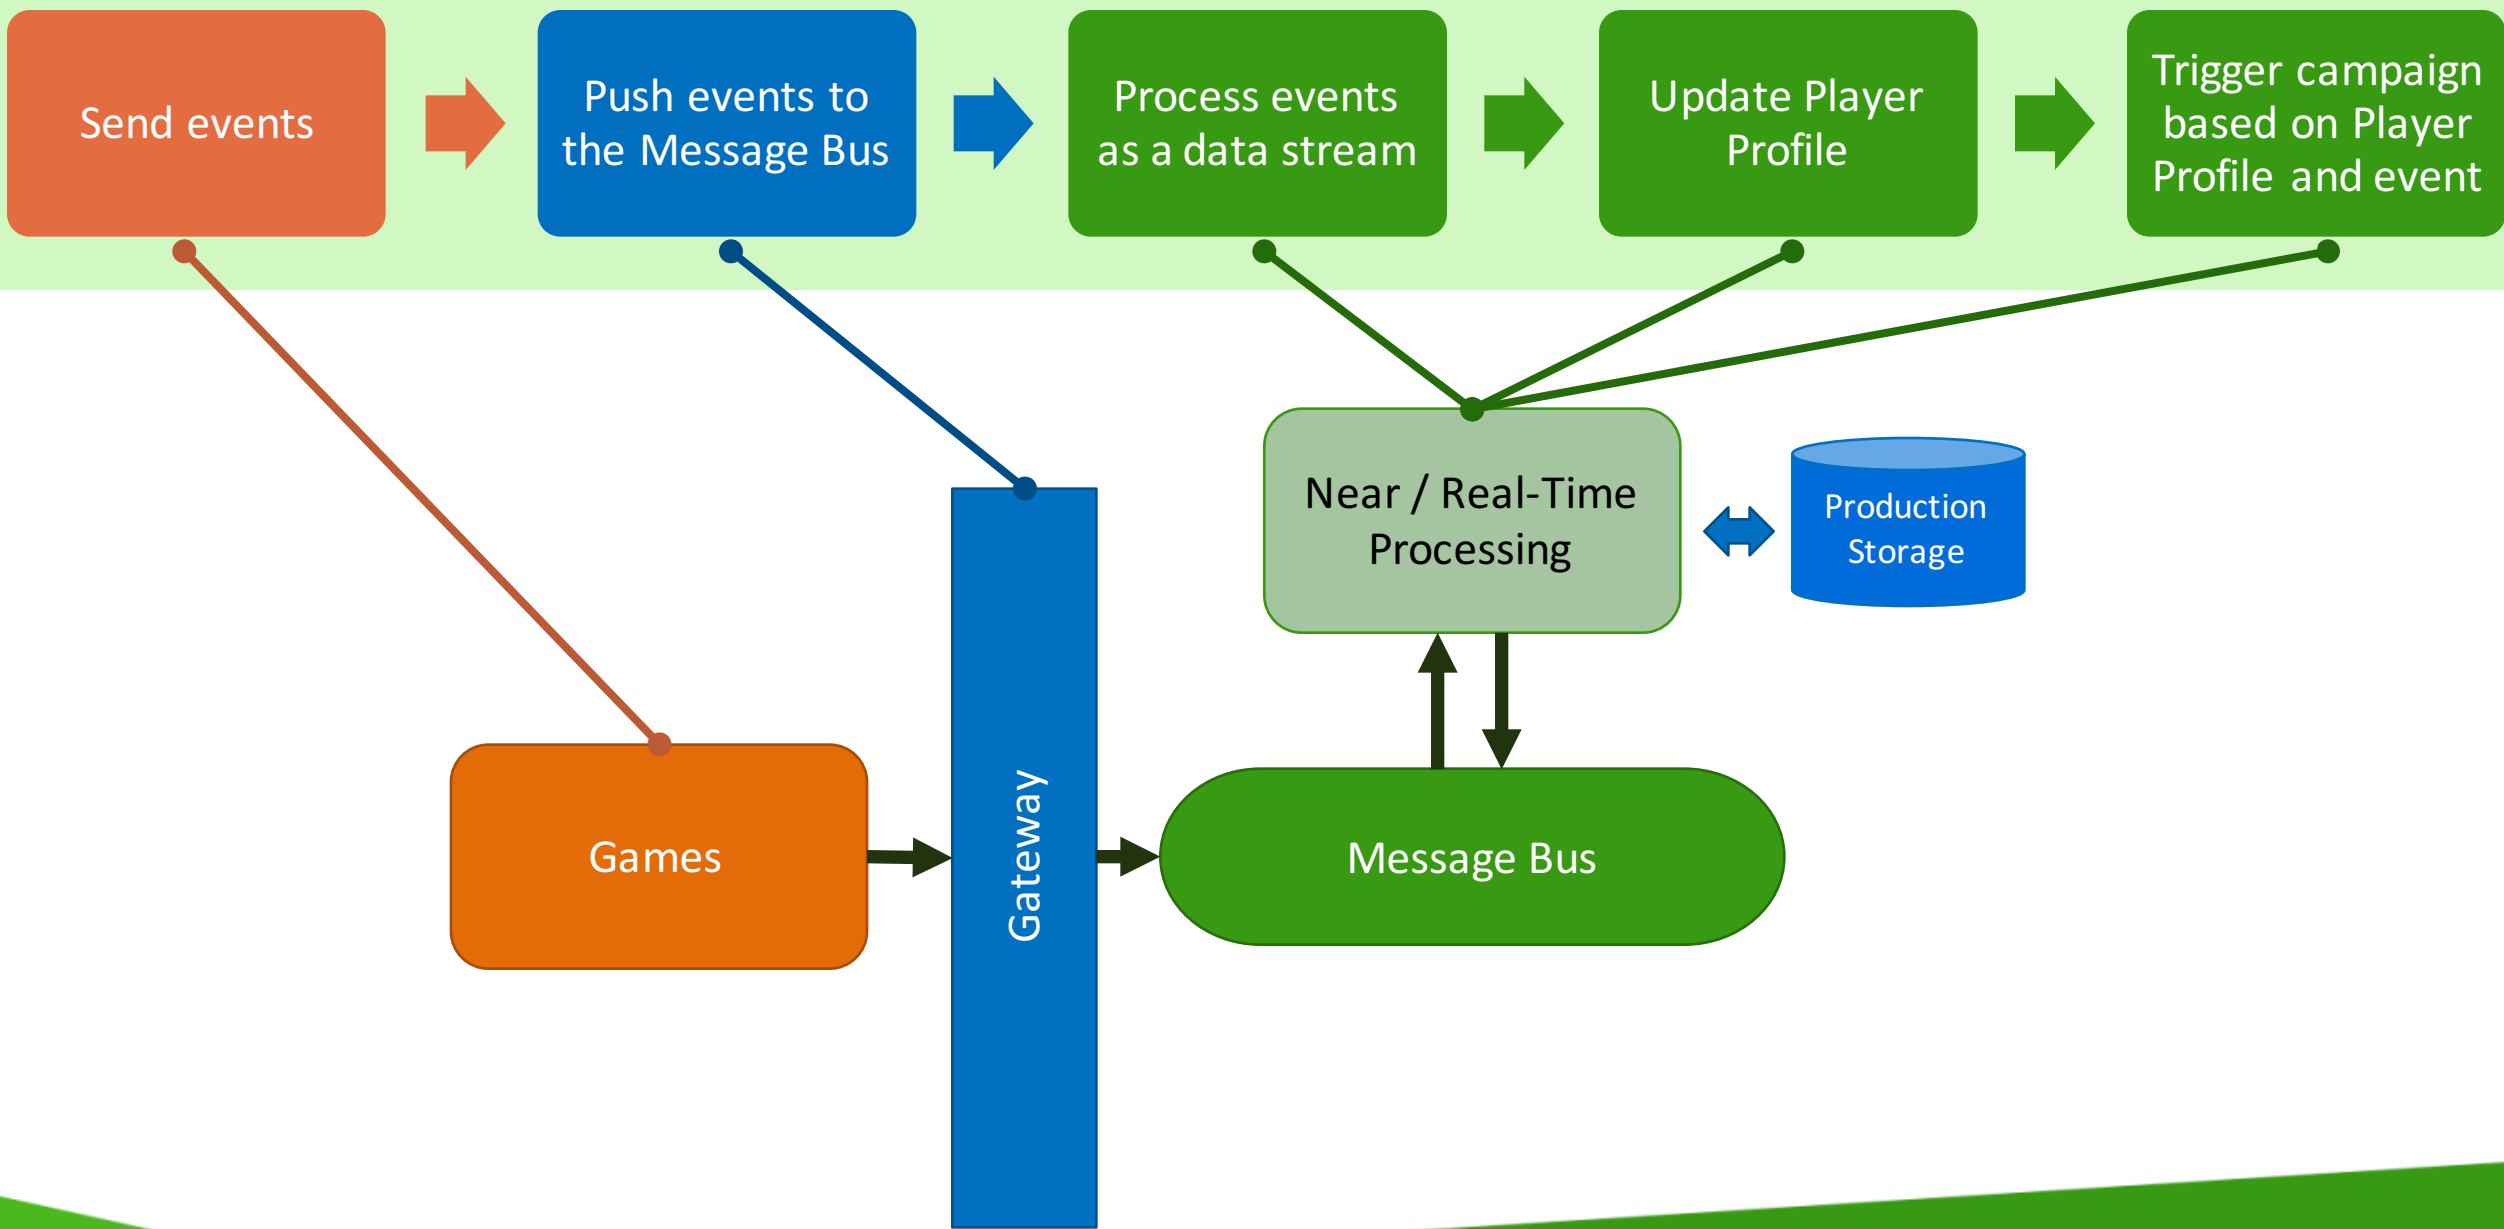 Send events
Push events to
the Message Bus
Process events
as a data stream
Update Player
Profile
Trigger campaign
based on Player
Profile and event
Near / Real-Time
Processing
Production
Storage
Games
Gateway
Message Bus